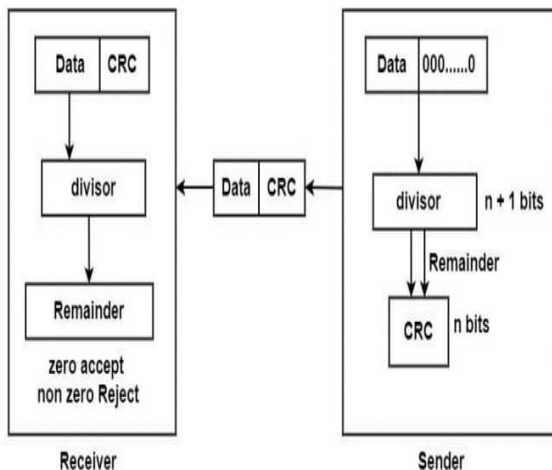 Data CRC
divisor
Remainder
zero accept
non zero Reject
Receiver
Data CRC
Data 000......0
divisor
n + 1 bits
Remainder
CRC
n bits
Sender